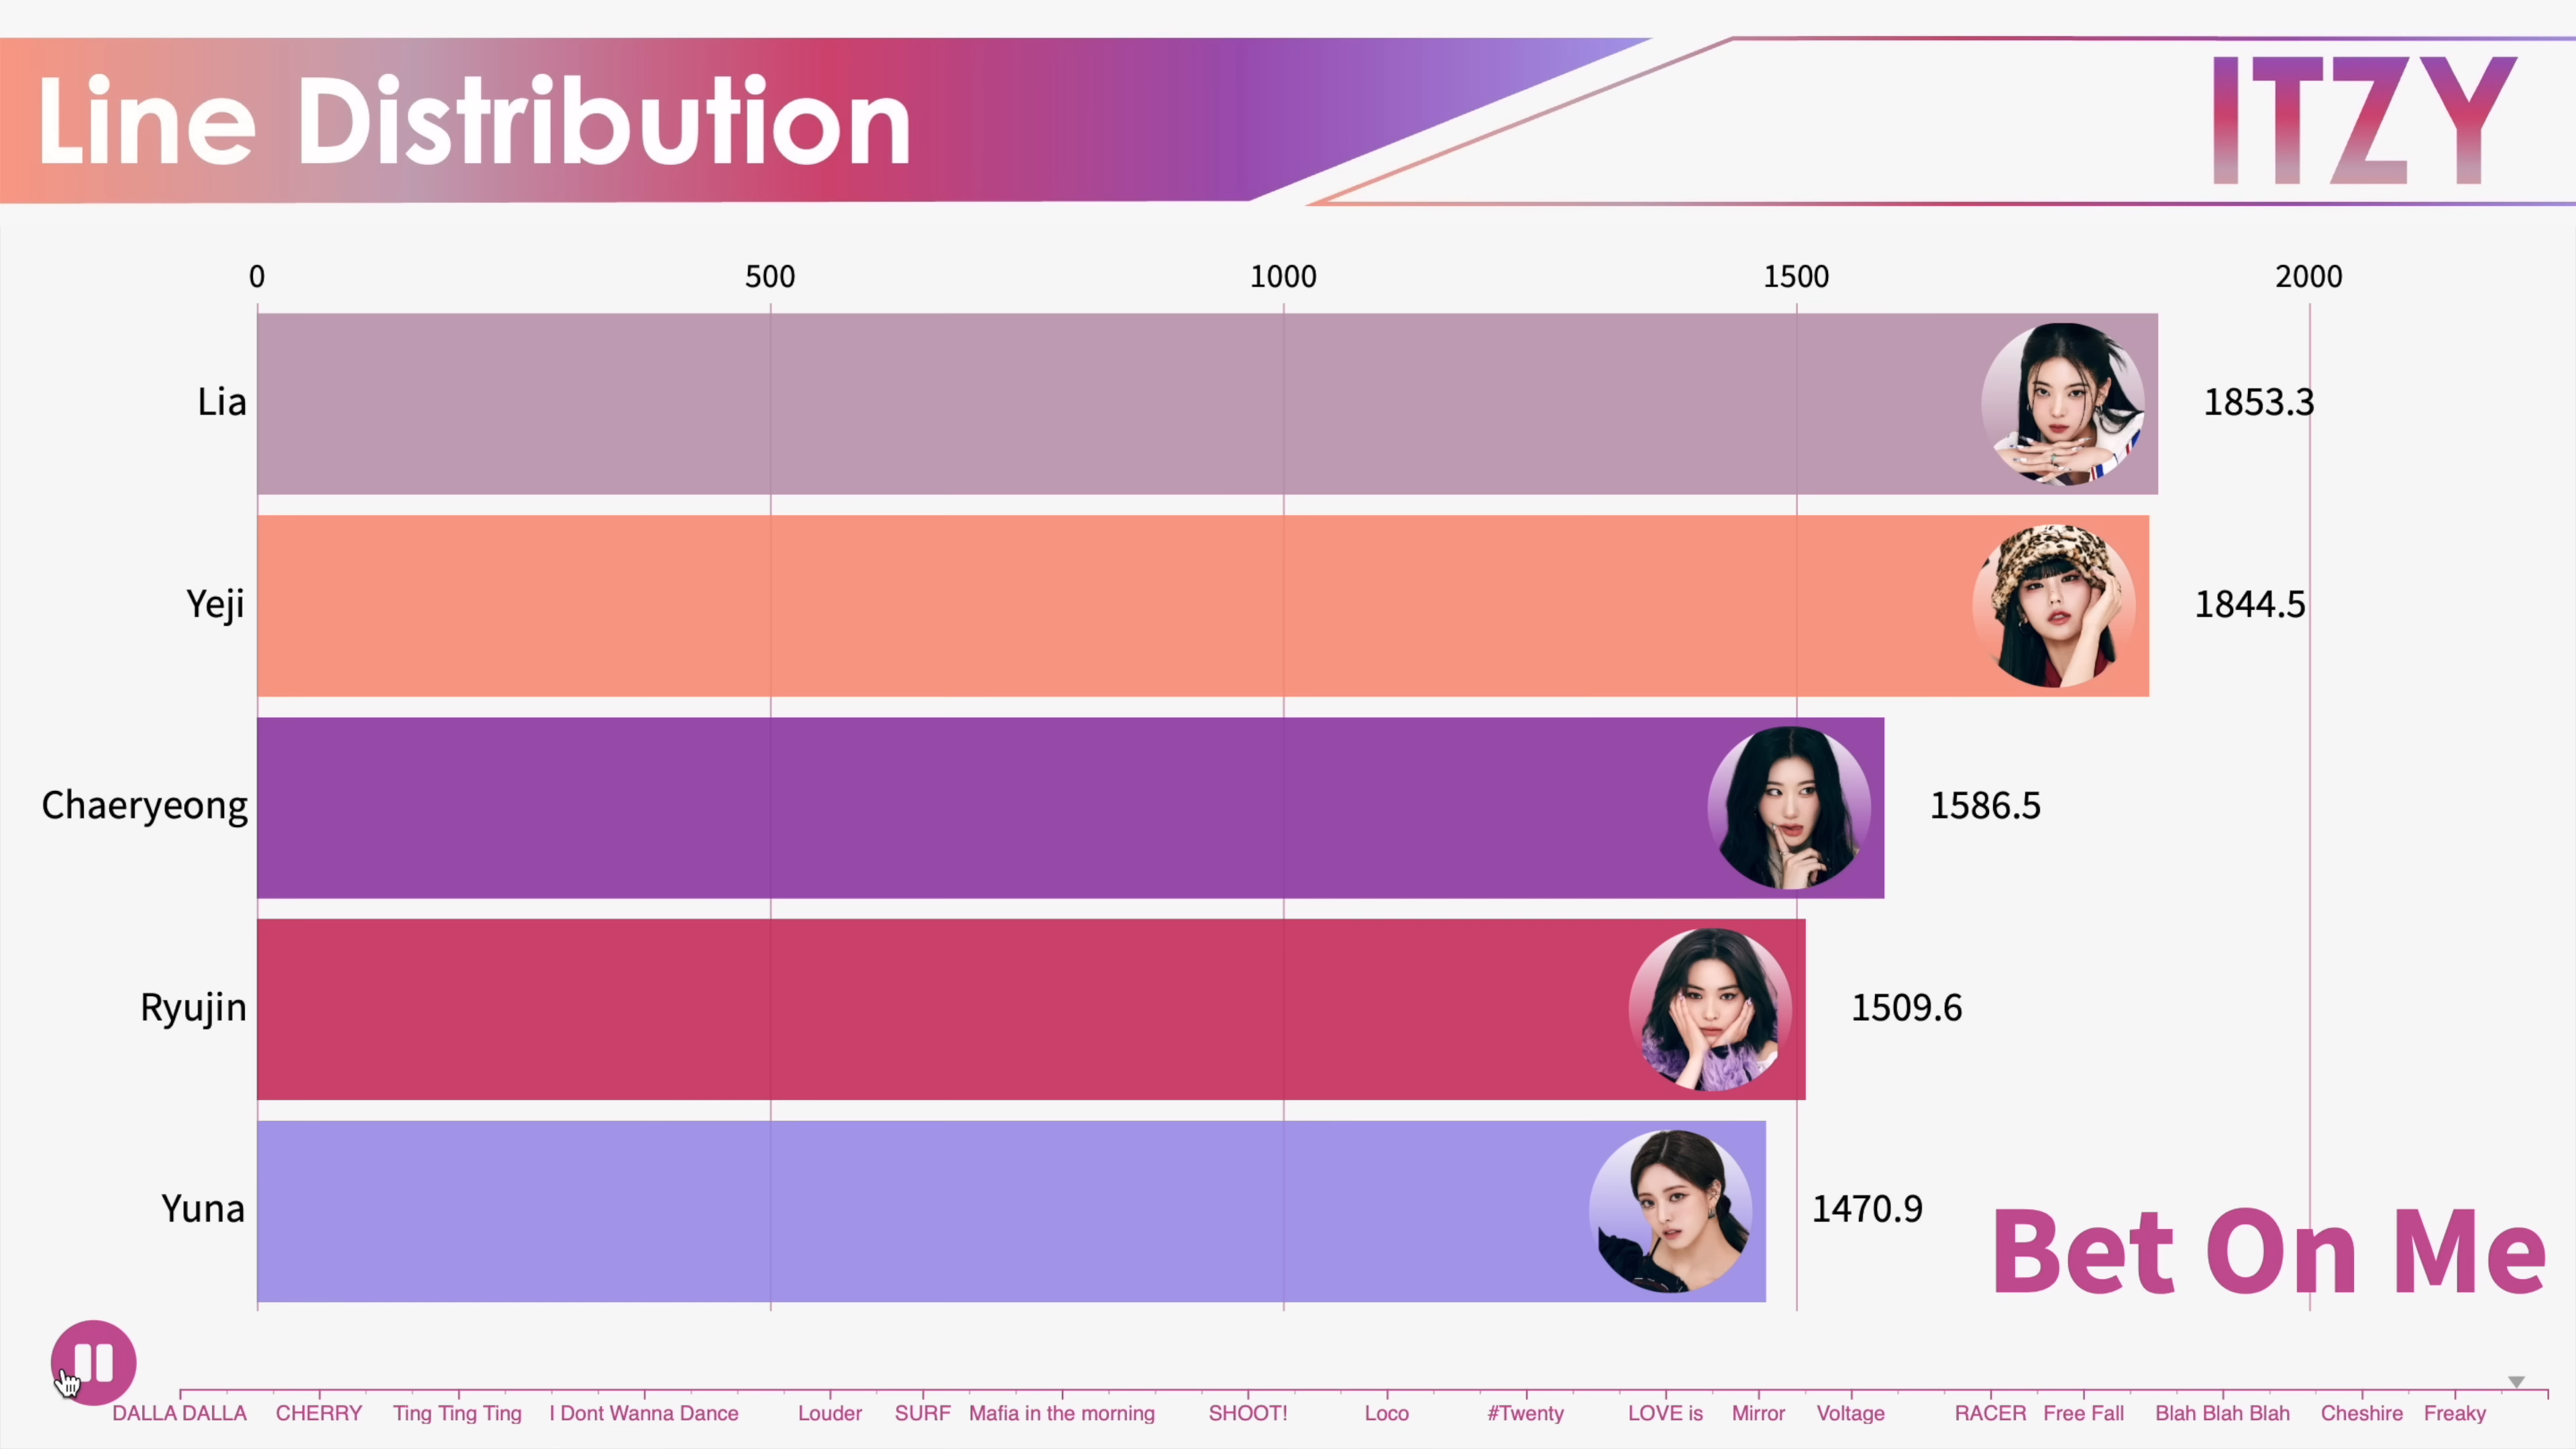 Line Distribution
ITZY
0 500 1000 1500 2000
Lia 1853.3
Yeji 1844.5
Chaeryeong 1586.5
Ryujin 1509.6
Yuna 1470.9
Bet On Me
DALLA DALLA CHERRY Ting Ting Ting I Dont Wanna Dance Louder SURF Mafia in the morning SHOOT! Loco #Twenty LOVE is Mirror Voltage RACER Free Fall Blah Blah Blah Cheshire Freaky